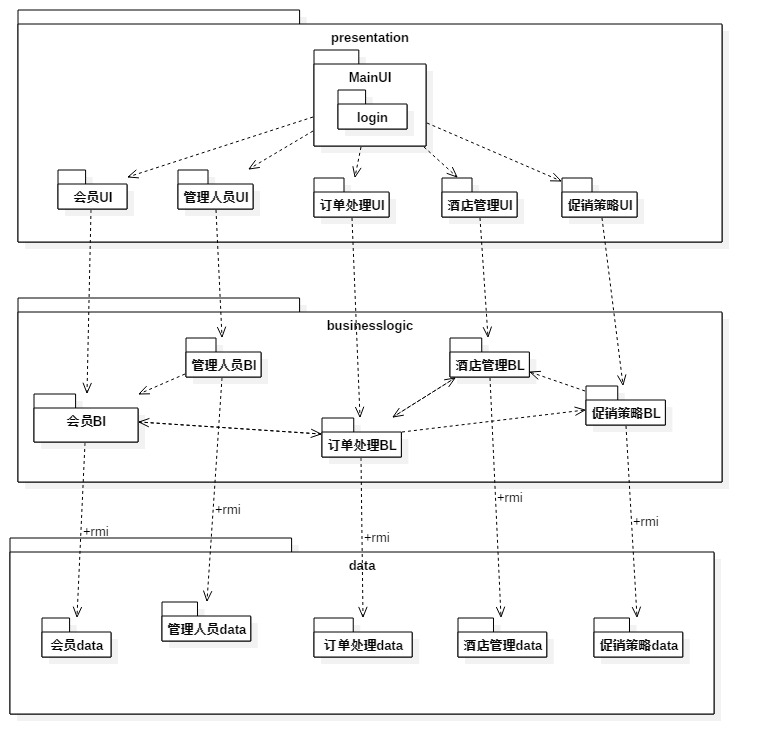 presentation
MainUI
login
会员UI
管理人员UI
订单处理UI
酒店管理UI
促销策略UI
businesslogic
管理人员BI
酒店管理BL
会员BI
促销策略BL
订单处理BL
+rmi
+rmi
+rmi
+rmi
+rmi
data
会员data
管理人员data
订单处理data
酒店管理data
促销策略data